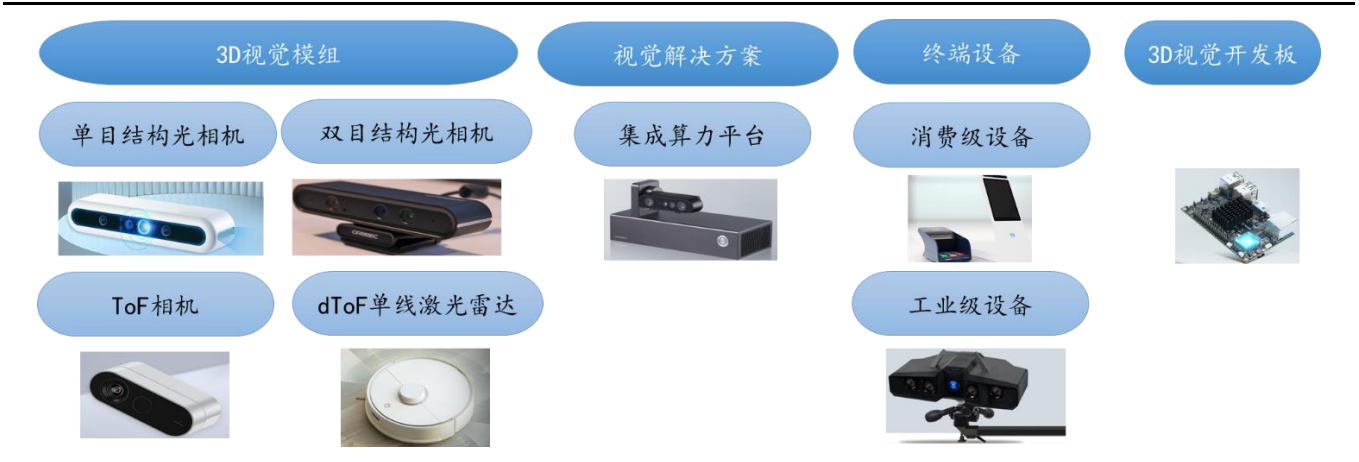 3D视觉模组
视觉解决方案
终端设备
3D视觉开发板
单目结构光相机
双目结构光相机
集成算力平台
消费级设备
ORBBEC
ToF相机
dToF单线激光雷达
工业级设备